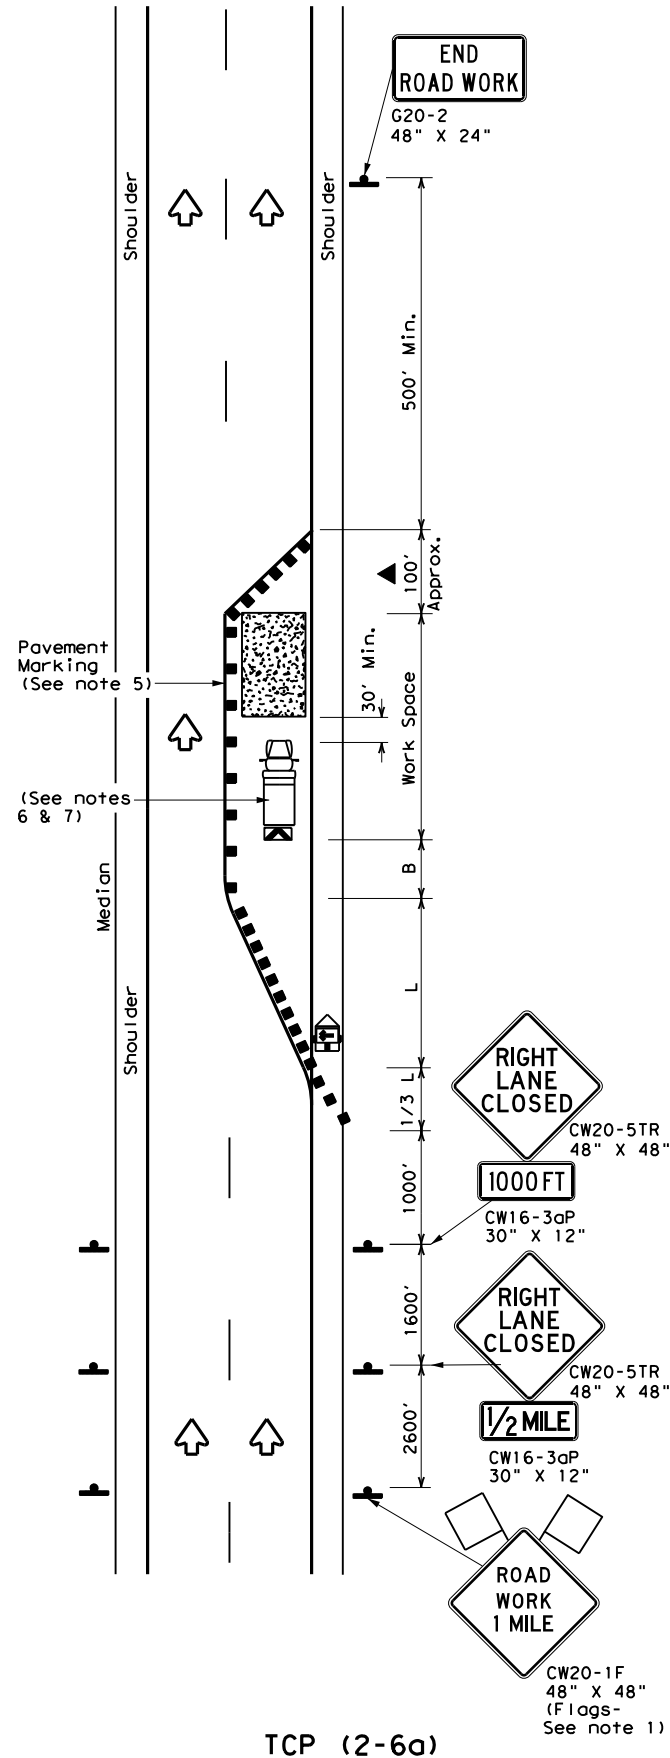 END
ROAD WORK
G20-2
48" X 24"
Shoulder
Shoulder
500' Min.
100'
Approx.
Pavement
Marking
(See note 5)
30' Min.
Work Space
(See notes
6 & 7)
B
Median
L
Shoulder
1/3 L
RIGHT
LANE
CLOSED
CW20-5TR
48" X 48"
1000 FT
CW16-3aP
30" X 12"
1000'
1600'
RIGHT
LANE
CLOSED
CW20-5TR
48" X 48"
1/2 MILE
CW16-3aP
30" X 12"
2600'
ROAD
WORK
1 MILE
CW20-1F
48" X 48"
(Flags-
See note 1)
TCP (2-6a)